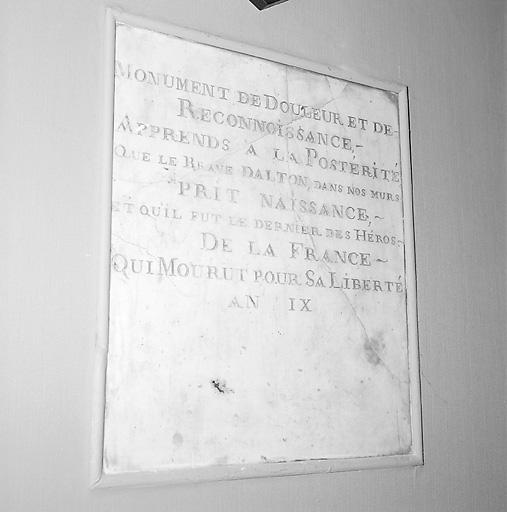 MONUMENT DE DOULEUR ET DE-
RECONNOISSANCE,~
APPRENDS A LA POSTÉRITÉ
QUE LE BRAVE DALTON, DANS NOS MURS
PRIT NAISSANCE,~
ET QU'IL FUT LE DERNIER DES HÉROS~
DE LA FRANCE~
QUI MOURUT POUR SA LIBERTÉ
AN IX